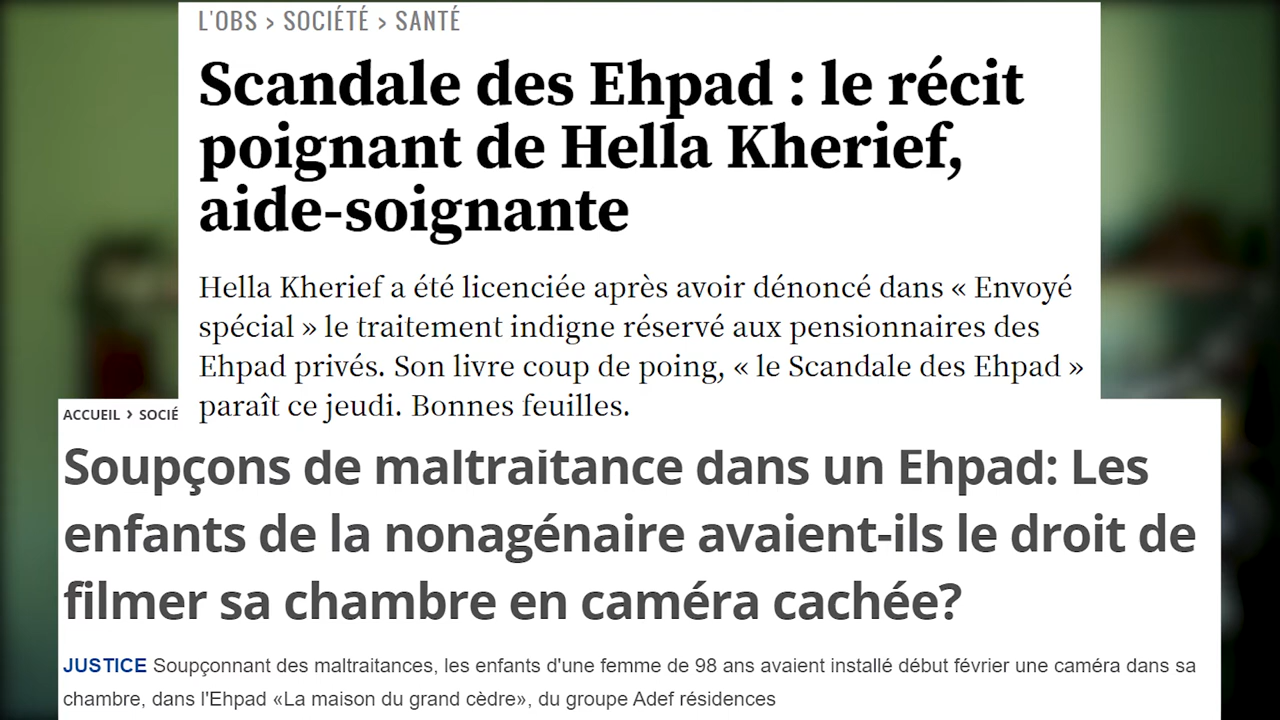 L'OBS > SOCIÉTÉ > SANTÉ
Scandale des Ehpad : le récit
poignant de Hella Kherief,
aide-soignante
Hella Kherief a été licenciée après avoir dénoncé dans « Envoyé
spécial » le traitement indigne réservé aux pensionnaires des
Ehpad privés. Son livre coup de poing, « le Scandale des Ehpad »
paraît ce jeudi. Bonnes feuilles.
ACCUEIL > SOCIÉ
Soupçons de maltraitance dans un Ehpad: Les
enfants de la nonagénaire avaient-ils le droit de
filmer sa chambre en caméra cachée?
JUSTICE Soupçonnant des maltraitances, les enfants d'une femme de 98 ans avaient installé début février une caméra dans sa
chambre, dans l'Ehpad «La maison du grand cèdre», du groupe Adef résidences